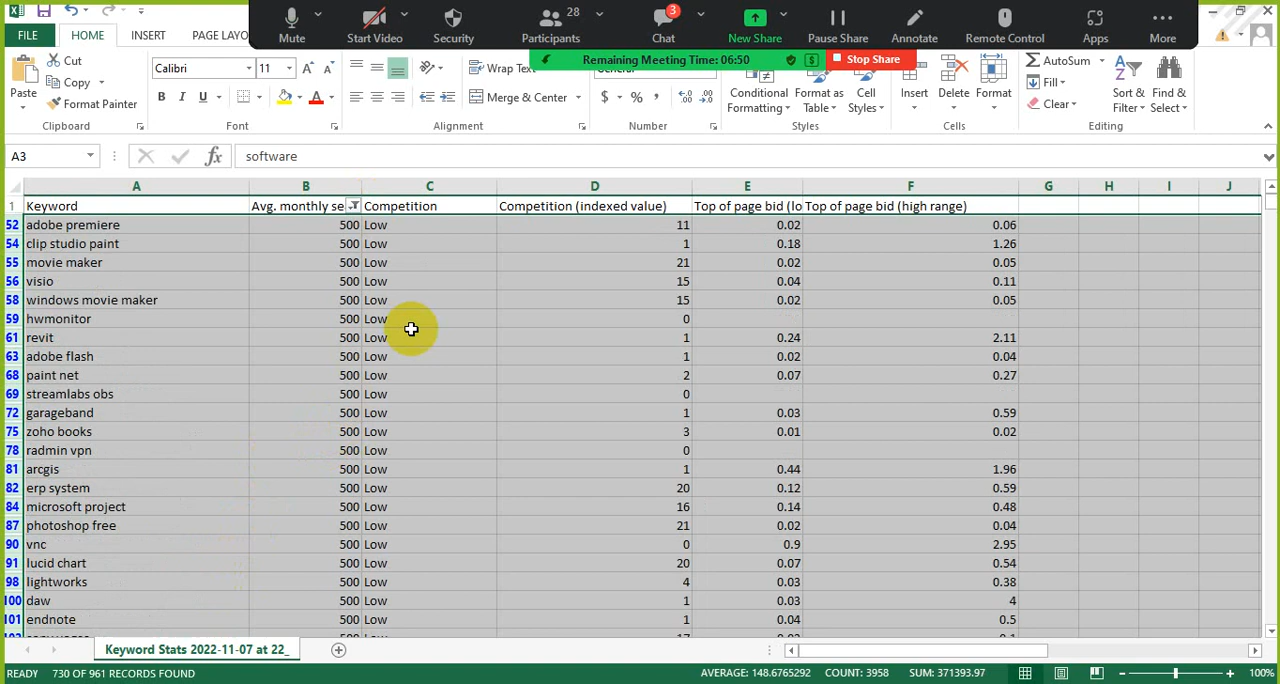 Mute
Start Video
Security
28
Participants
3
Chat
New Share
Pause Share
Annotate
Remote Control
Apps
More
Remaining Meeting Time: 06:50
Stop Share
FILE HOME INSERT PAGE LAYO
Cut
Copy
Format Painter
Paste
Clipboard
Calibri 11
B I U
Font
Wrap Text
Merge & Center
Alignment
$ % ,
Number
Conditional Formatting
Format as Table
Cell Styles
Styles
Insert
Delete
Format
Cells
AutoSum
Fill
Clear
Sort & Filter
Find & Select
Editing
A3 fx software
A B C D E F G H I J
1 Keyword Avg. monthly se Competition Competition (indexed value) Top of page bid (lo Top of page bid (high range)
52 adobe premiere 500 Low 11 0.02 0.06
54 clip studio paint 500 Low 1 0.18 1.26
55 movie maker 500 Low 21 0.02 0.05
56 visio 500 Low 15 0.04 0.11
58 windows movie maker 500 Low 15 0.02 0.05
59 hwmonitor 500 Low 0
61 revit 500 Low 1 0.24 2.11
63 adobe flash 500 Low 1 0.02 0.04
68 paint net 500 Low 2 0.07 0.27
69 streamlabs obs 500 Low 0
72 garageband 500 Low 1 0.03 0.59
75 zoho books 500 Low 3 0.01 0.02
78 radmin vpn 500 Low 0
81 arcgis 500 Low 1 0.44 1.96
82 erp system 500 Low 20 0.12 0.59
84 microsoft project 500 Low 16 0.14 0.48
87 photoshop free 500 Low 21 0.02 0.04
90 vnc 500 Low 0 0.9 2.95
91 lucid chart 500 Low 20 0.07 0.54
98 lightworks 500 Low 4 0.03 0.38
100 daw 500 Low 1 0.03 4
101 endnote 500 Low 1 0.04 0.5
Keyword Stats 2022-11-07 at 22_
READY 730 OF 961 RECORDS FOUND AVERAGE: 148.6765292 COUNT: 3958 SUM: 371393.97 100%